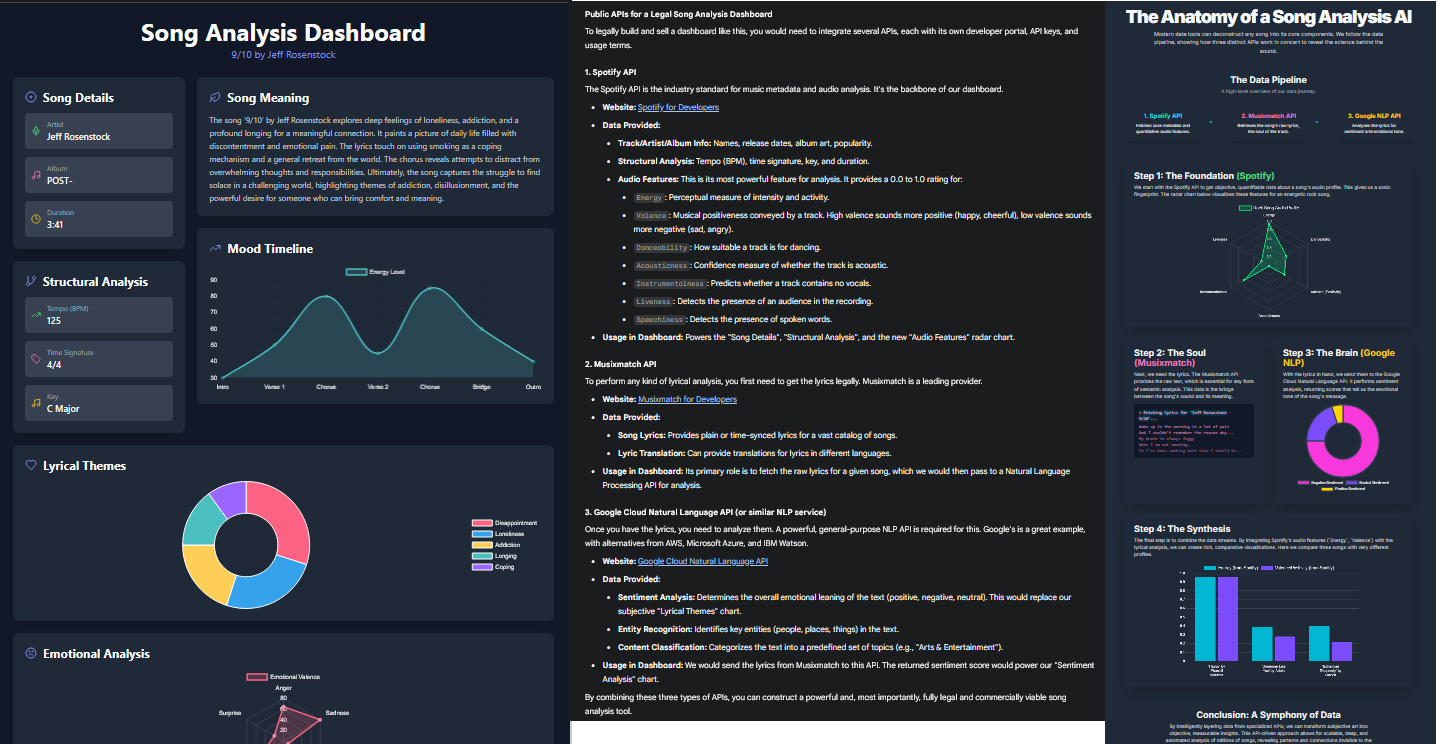 Song Analysis Dashboard
9/10 by Jeff Rosenstock
Song Details
Artist
Jeff Rosenstock
Album
POST-
Duration
3:41
Structural Analysis
Tempo (BPM)
125
Time Signature
4/4
Key
C Major
Song Meaning
The song '9/10' by Jeff Rosenstock explores deep feelings of loneliness, addiction, and a
profound longing for a meaningful connection. It paints a picture of daily life filled with
discontentment and emotional pain. The lyrics touch on using smoking as a coping
mechanism and a general retreat from the world. The chorus reveals attempts to distract from
overwhelming thoughts and responsibilities. Ultimately, the song captures the struggle to find
solace in a challenging world, highlighting themes of addiction, disillusionment, and the
powerful desire for someone who can bring comfort and meaning.
Mood Timeline
Energy Level
90
80
70
60
50
40
30
Intro
Verse 1
Chorus
Verse 2
Chorus
Bridge
Outro
Lyrical Themes
Disappointment
Loneliness
Addiction
Longing
Coping
Emotional Analysis
Emotional Valence
Anger
80
60
40
20
Surprise
Sadness
Public APIs for a Legal Song Analysis Dashboard
To legally build and sell a dashboard like this, you would need to integrate several APIs, each with its own developer portal, API keys, and
usage terms.
1. Spotify API
The Spotify API is the industry standard for music metadata and audio analysis. It's the backbone of our dashboard.
• Website: Spotify for Developers
• Data Provided:
• Track/Artist/Album Info: Names, release dates, album art, popularity.
• Structural Analysis: Tempo (BPM), time signature, key, and duration.
• Audio Features: This is its most powerful feature for analysis. It provides a 0.0 to 1.0 rating for:
• Energy: Perceptual measure of intensity and activity.
• Valence: Musical positiveness conveyed by a track. High valence sounds more positive (happy, cheerful), low valence sounds
more negative (sad, angry).
• Danceability: How suitable a track is for dancing.
• Acousticness: Confidence measure of whether the track is acoustic.
• Instrumentalness: Predicts whether a track contains no vocals.
• Liveness: Detects the presence of an audience in the recording.
• Speechiness: Detects the presence of spoken words.
• Usage in Dashboard: Powers the "Song Details", "Structural Analysis", and the new "Audio Features" radar chart.
2. Musixmatch API
To perform any kind of lyrical analysis, you first need to get the lyrics legally. Musixmatch is a leading provider.
• Website: Musixmatch for Developers
• Data Provided:
• Song Lyrics: Provides plain or time-synced lyrics for a vast catalog of songs.
• Lyric Translation: Can provide translations for lyrics in different languages.
• Usage in Dashboard: Its primary role is to fetch the raw lyrics for a given song, which we would then pass to a Natural Language
Processing API for analysis.
3. Google Cloud Natural Language API (or similar NLP service)
Once you have the lyrics, you need to analyze them. A powerful, general-purpose NLP API is required for this. Google's is a great example,
with alternatives from AWS, Microsoft Azure, and IBM Watson.
• Website: Google Cloud Natural Language API
• Data Provided:
• Sentiment Analysis: Determines the overall emotional leaning of the text (positive, negative, neutral). This would replace our
subjective "Lyrical Themes" chart.
• Entity Recognition: Identifies key entities (people, places, things) in the text.
• Content Classification: Categorizes the text into a predefined set of topics (e.g., "Arts & Entertainment").
• Usage in Dashboard: We would send the lyrics from Musixmatch to this API. The returned sentiment score would power our "Sentiment
Analysis" chart.
By combining these three types of APIs, you can construct a powerful and, most importantly, fully legal and commercially viable song
analysis tool.
The Anatomy of a Song Analysis AI
Modern data tools can deconstruct any song into its core components. We follow the data
pipeline, showing how three distinct APIs work in concert to reveal the science behind the
sound.
The Data Pipeline
A high-level overview of our data journey.
1. Spotify API
Fetches core metadata and
quantitative audio features.
2. Musixmatch API
Retrieves the song's raw lyrics,
the soul of the track.
3. Google NLP API
Analyzes the lyrics for
sentiment and emotional tone.
Step 1: The Foundation (Spotify)
We start with the Spotify API to get objective, quantifiable data about a song's audio profile. This gives us a sonic
fingerprint. The radar chart below visualizes these features for an energetic rock song.
Rock Song Audio Profile
Energy
Danceability
Valence (Positivity)
Acousticness
Instrumentalness
Liveness
Step 2: The Soul
(Musixmatch)
Next, we need the lyrics. The Musixmatch API
provides the raw text, which is essential for any form
of semantic analysis. This data is the bridge
between the song's sound and its meaning.
Step 3: The Brain (Google
NLP)
With the lyrics in hand, we send them to the Google
Cloud Natural Language API. It performs sentiment
analysis, returning scores that tell us the emotional
tone of the song's message.
Negative Sentiment
Neutral Sentiment
Positive Sentiment
Step 4: The Synthesis
The final step is to combine the data streams. By integrating Spotify's audio features (`Energy`, `Valence`) with the
lyrical analysis, we can create rich, comparative visualizations. Here we compare three songs with very different
profiles.
Energy (from Spotify)
Valence/Positivity (from Spotify)
Conclusion: A Symphony of Data
By intelligently layering data from specialized APIs, we can transform subjective art into
objective, measurable insights. This API-driven approach allows for scalable, deep, and
automated analysis of millions of songs, revealing patterns and connections invisible to the